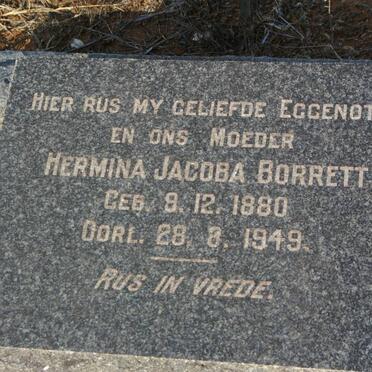 HIER RUS MY GELIEFDE EGGENOT
EN ONS MOEDER
HERMINA JACOBA BORRETT
GEB. 9. 12. 1880
OORL. 28. 8. 1949.
RUS IN VREDE.